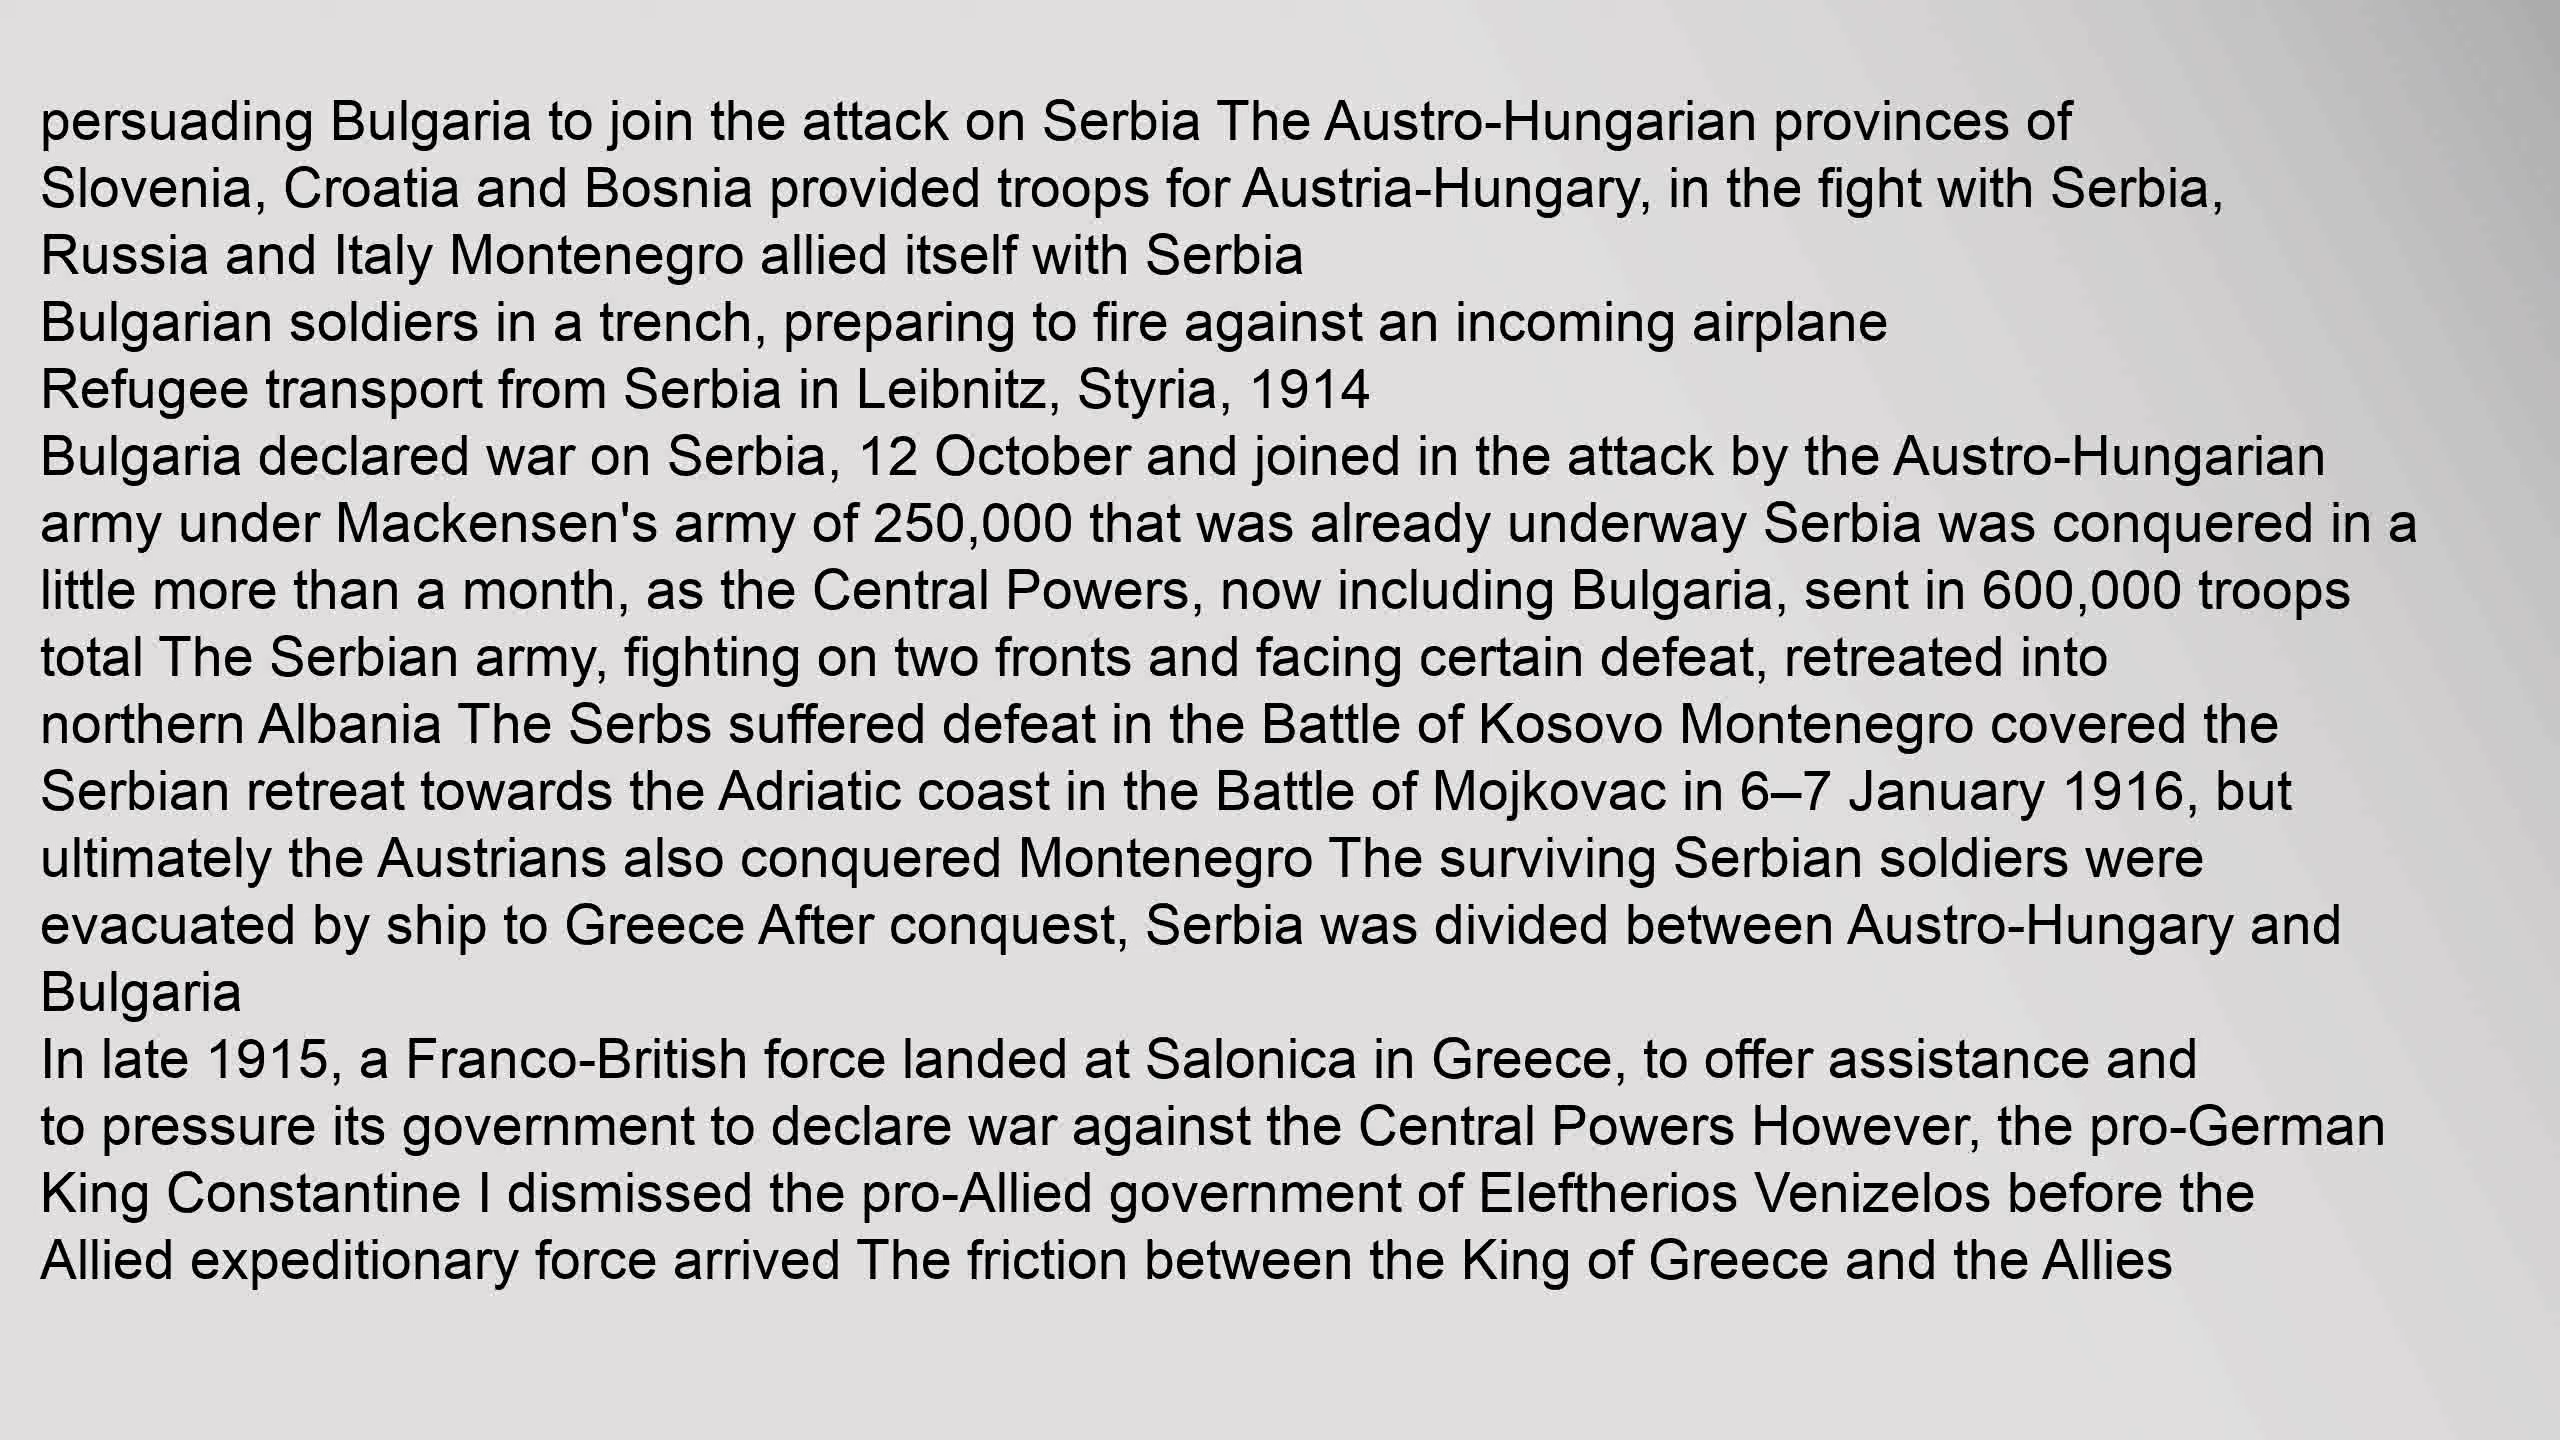 persuading Bulgaria to join the attack on Serbia The Austro-Hungarian provinces of
Slovenia, Croatia and Bosnia provided troops for Austria-Hungary, in the fight with Serbia,
Russia and Italy Montenegro allied itself with Serbia
Bulgarian soldiers in a trench, preparing to fire against an incoming airplane
Refugee transport from Serbia in Leibnitz, Styria, 1914
Bulgaria declared war on Serbia, 12 October and joined in the attack by the Austro-Hungarian
army under Mackensen's army of 250,000 that was already underway Serbia was conquered in a
little more than a month, as the Central Powers, now including Bulgaria, sent in 600,000 troops
total The Serbian army, fighting on two fronts and facing certain defeat, retreated into
northern Albania The Serbs suffered defeat in the Battle of Kosovo Montenegro covered the
Serbian retreat towards the Adriatic coast in the Battle of Mojkovac in 6–7 January 1916, but
ultimately the Austrians also conquered Montenegro The surviving Serbian soldiers were
evacuated by ship to Greece After conquest, Serbia was divided between Austro-Hungary and
Bulgaria
In late 1915, a Franco-British force landed at Salonica in Greece, to offer assistance and
to pressure its government to declare war against the Central Powers However, the pro-German
King Constantine I dismissed the pro-Allied government of Eleftherios Venizelos before the
Allied expeditionary force arrived The friction between the King of Greece and the Allies